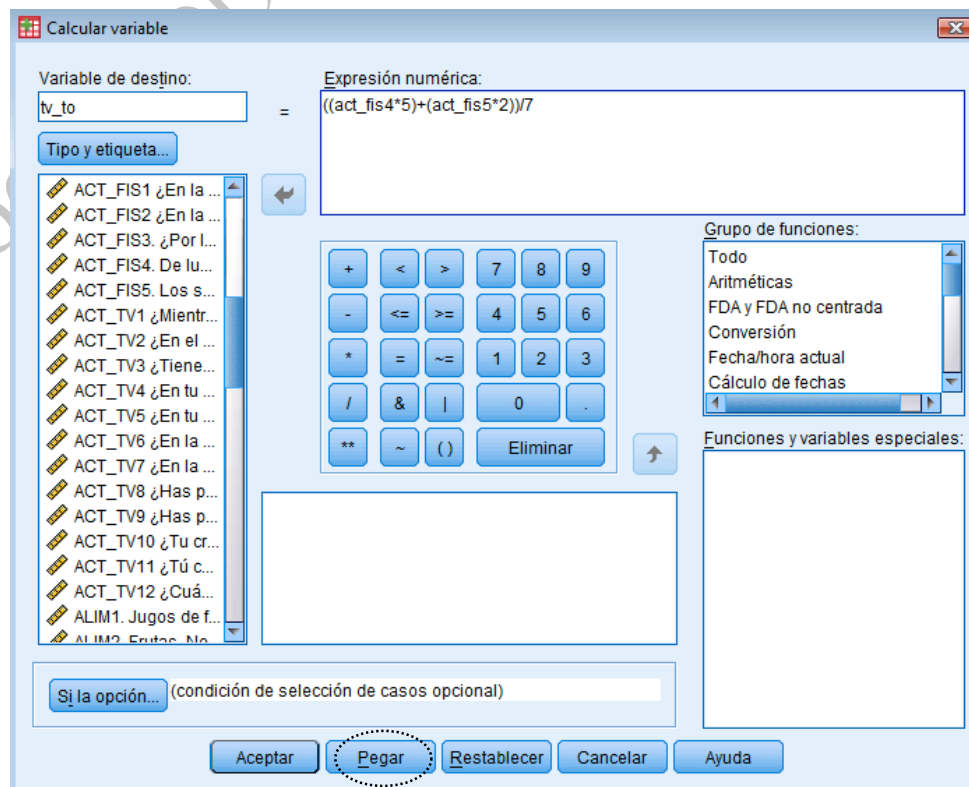 Calcular variable
Variable de destino:
Expresión numérica:
tv_to
=
((act_fis4*5)+(act_fis5*2))/7
Tipo y etiqueta...
ACT_FIS1 ¿En la ...
ACT_FIS2 ¿En la ...
ACT_FIS3. ¿Por l...
ACT_FIS4. De lu...
ACT_FIS5. Los s...
ACT_TV1 ¿Mientr...
ACT_TV2 ¿En el ...
ACT_TV3 ¿Tiene...
ACT_TV4 ¿En tu ...
ACT_TV5 ¿En tu ...
ACT_TV6 ¿En la ...
ACT_TV7 ¿En la ...
ACT_TV8 ¿Has p...
ACT_TV9 ¿Has p...
ACT_TV10 ¿Tu cr...
ACT_TV11 ¿Tú c...
ACT_TV12 ¿Cuá...
ALIM1. Jugos de f...
ALIM2. Frutas. No...
+ < > 7 8 9
- <= >= 4 5 6
* = ~= 1 2 3
/ & | 0 .
** ~ ( ) Eliminar
Grupo de funciones:
Todo
Aritméticas
FDA y FDA no centrada
Conversión
Fecha/hora actual
Cálculo de fechas
Funciones y variables especiales:
Si la opción... (condición de selección de casos opcional)
Aceptar Pegar Restablecer Cancelar Ayuda